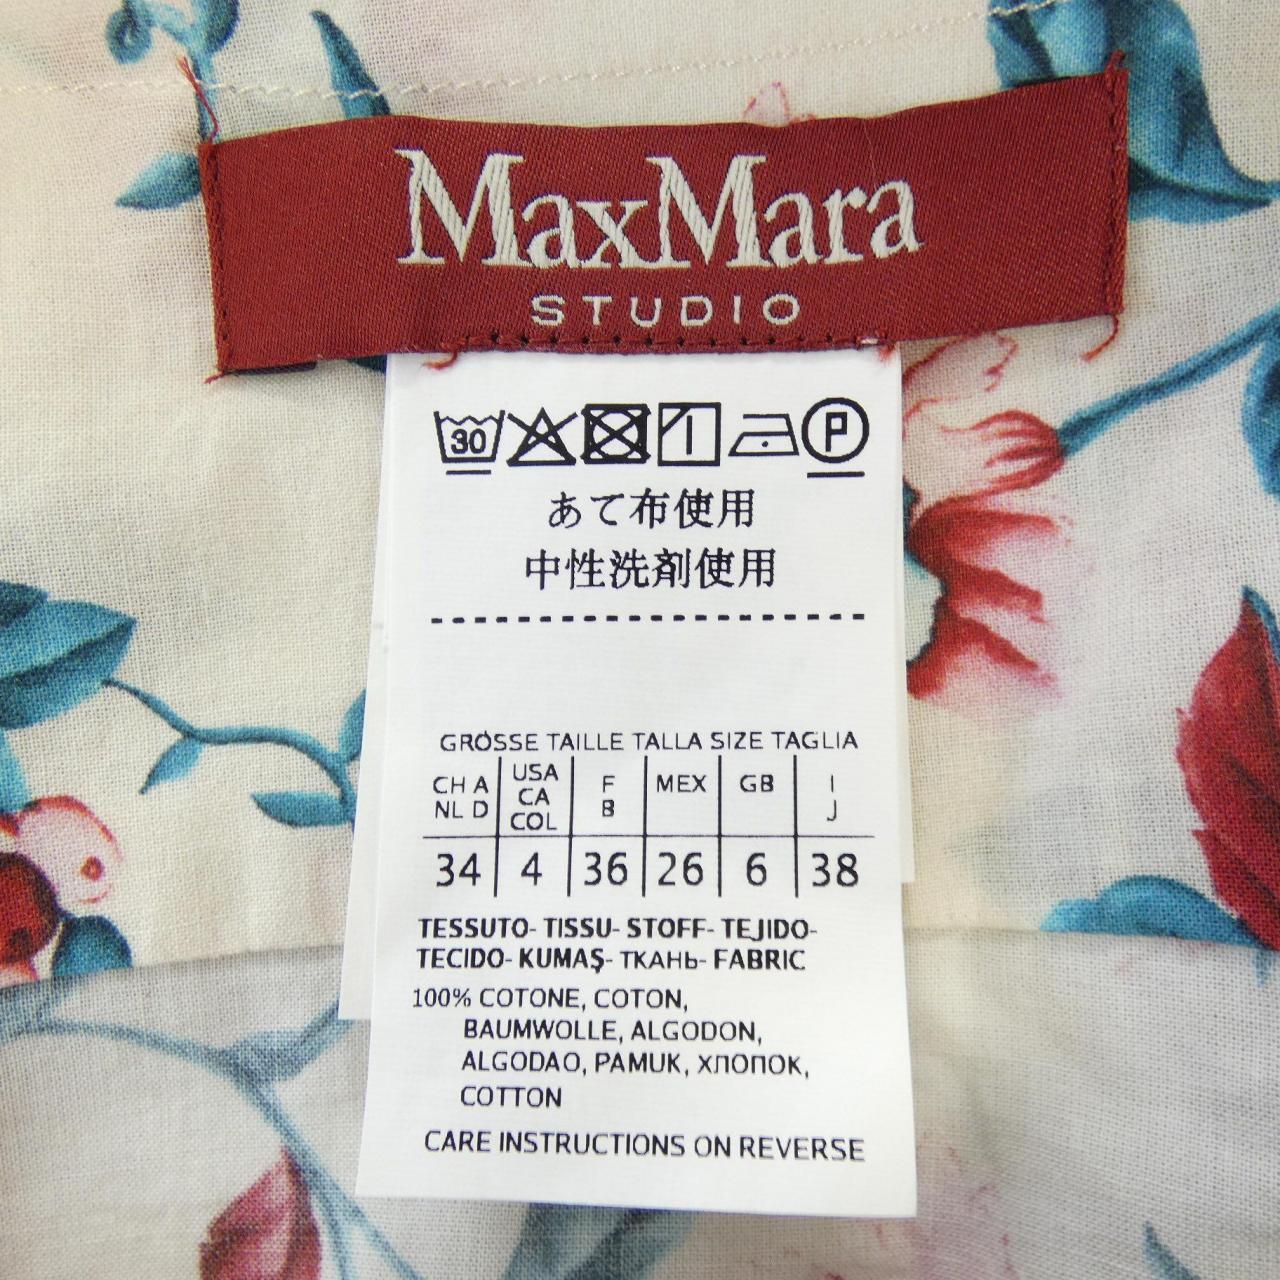 MaxMara
STUDIO
30 P
あて布使用
中性洗剤使用
GRÖSSE TAILLE TALLA SIZE TAGLIA
CH A NL D USA CA COL F B MEX GB I J
34 4 36 26 6 38
TESSUTO- TISSU- STOFF- TEJIDO-
TECIDO- KUMAŞ- ТКАНЬ- FABRIC
100% COTONE, COTON,
BAUMWOLLE, ALGODON,
ALGODAO, PAMUK, ХЛОПОК,
COTTON
CARE INSTRUCTIONS ON REVERSE